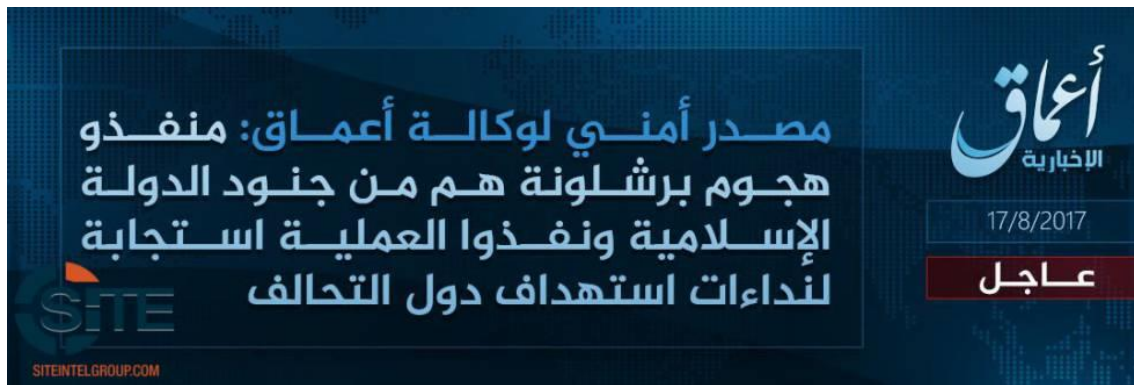 مصدر أمني لوكالة أعماق: منفذو
هجوم برشلونة هم من جنود الدولة
الإسلامية ونفذوا العملية استجابة
لنداءات استهداف دول التحالف
أعماق
الإخبارية
17/8/2017
عاجل
SITE
SITEINTELGROUP.COM